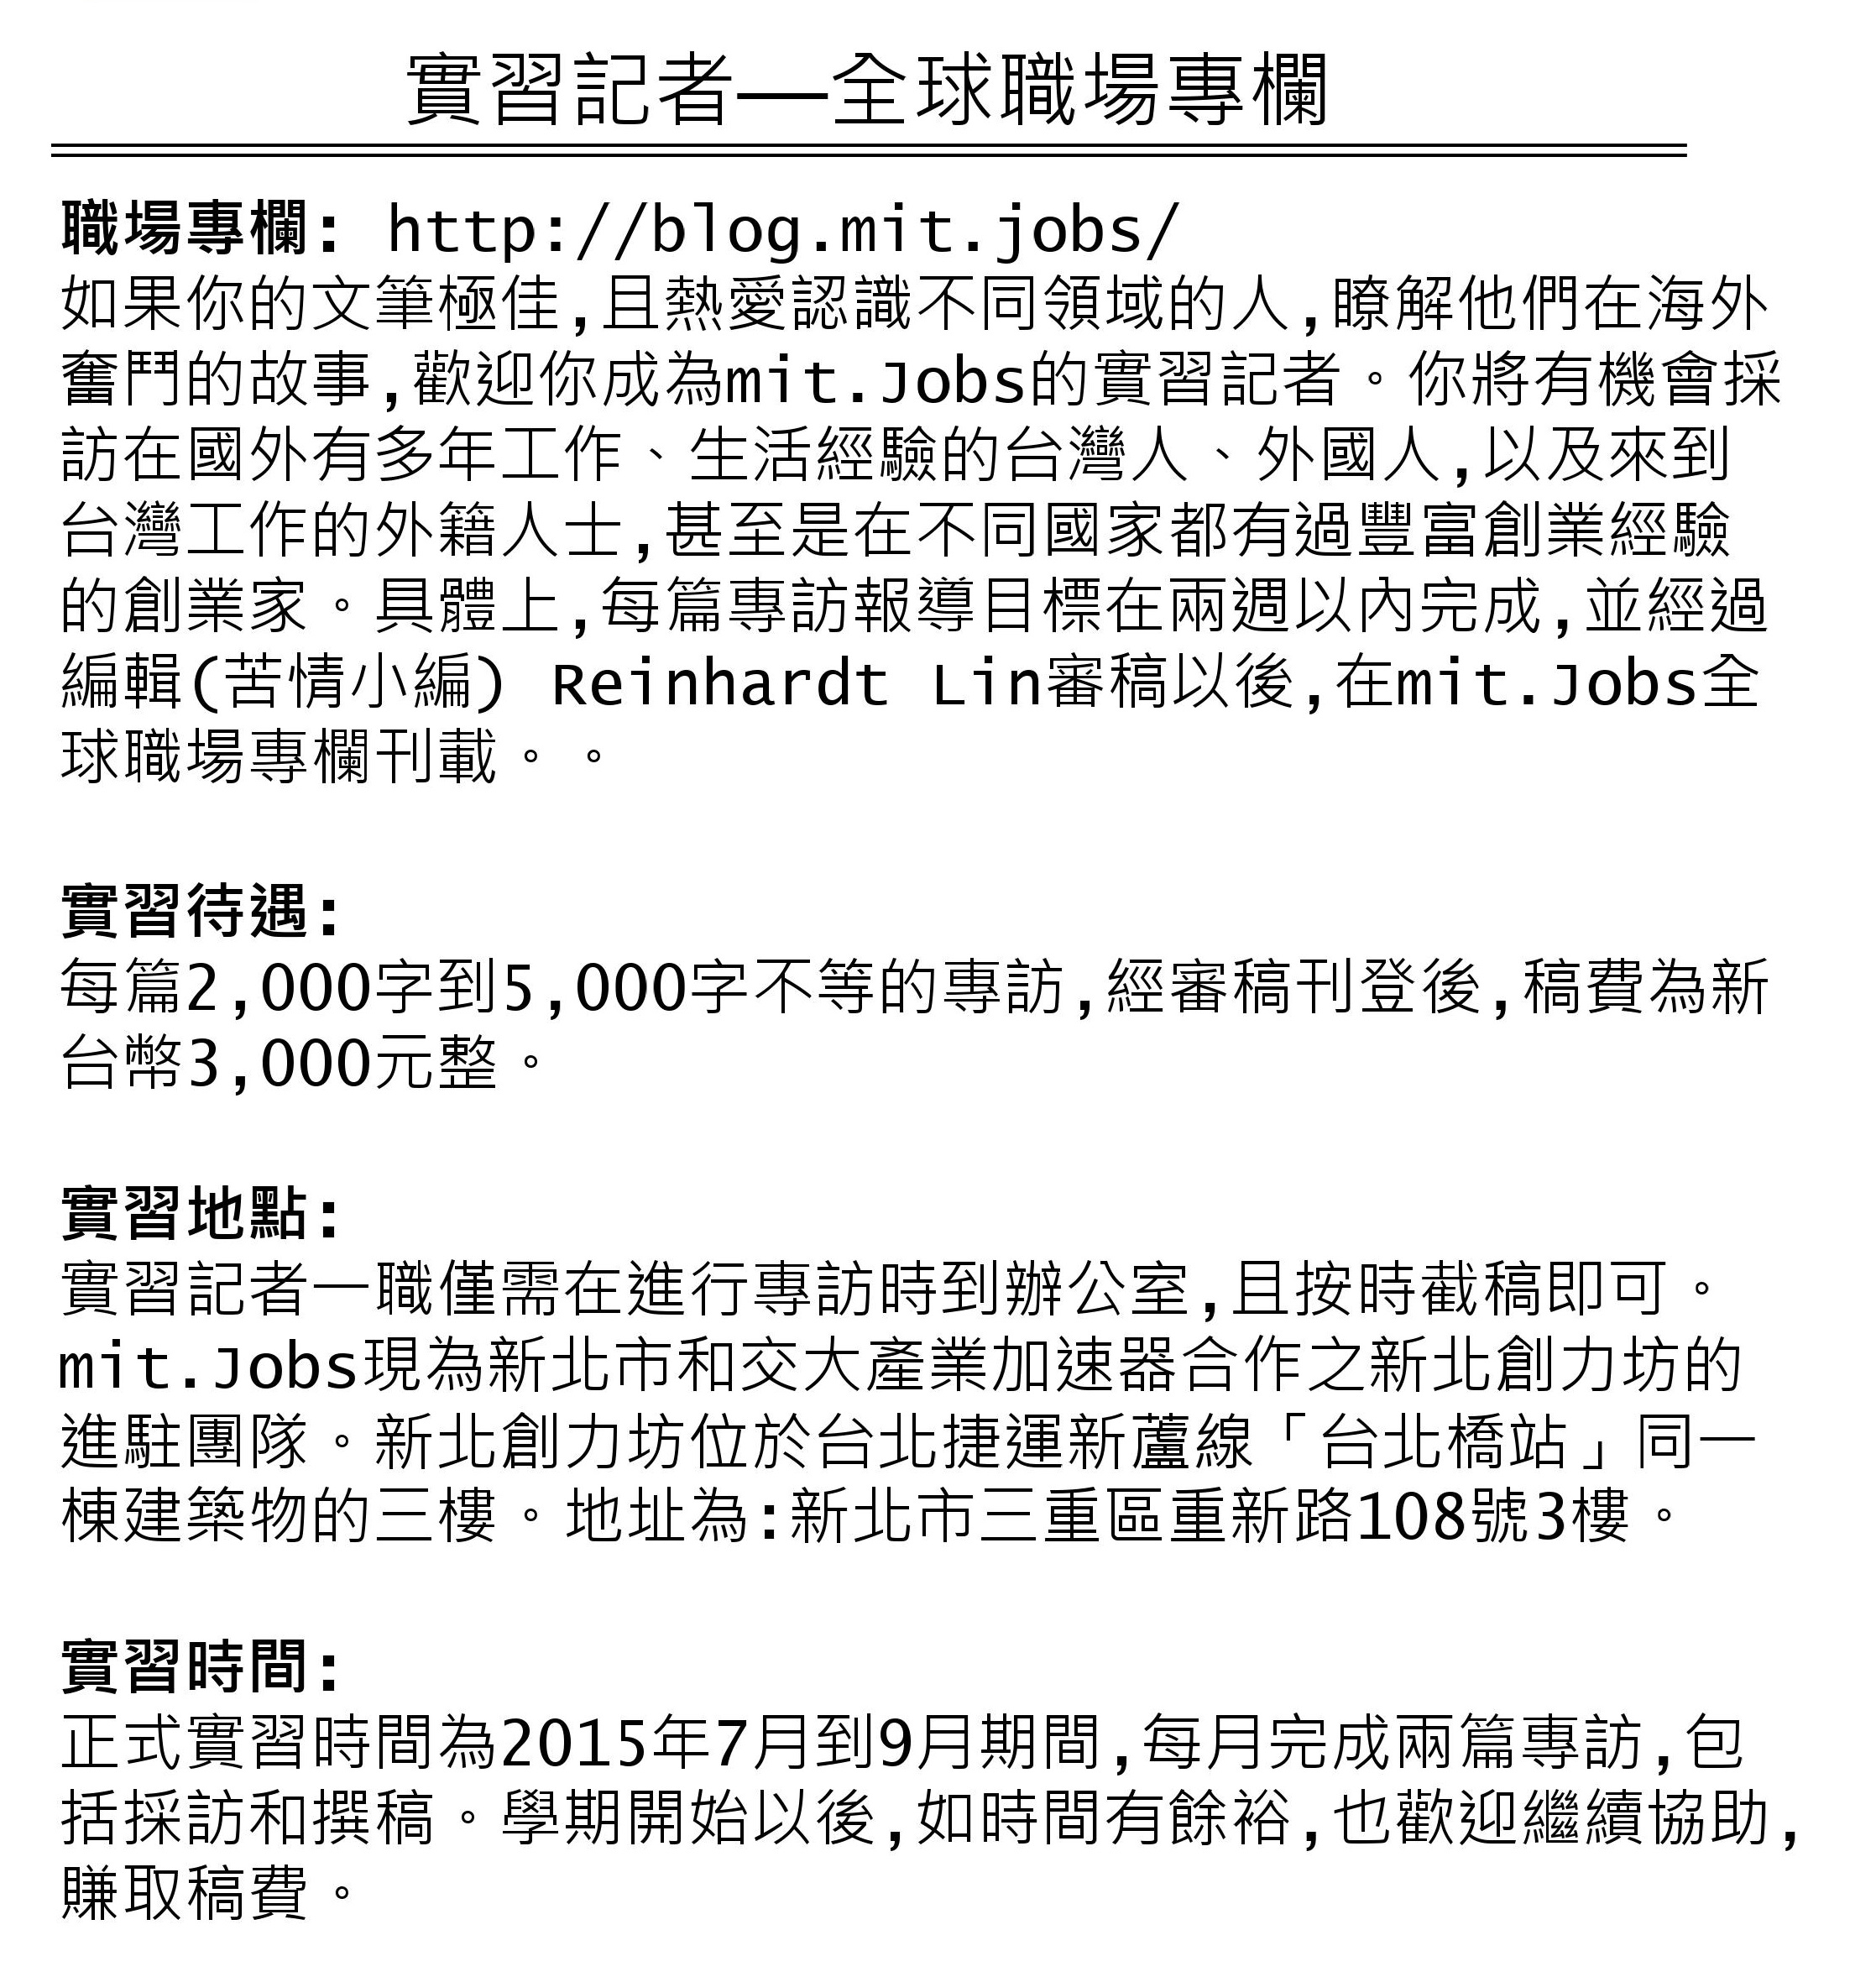 實習記者——全球職場專欄
職場專欄: http://blog.mit.jobs/
如果你的文筆極佳,且熱愛認識不同領域的人,瞭解他們在海外
奮鬥的故事,歡迎你成為mit.Jobs的實習記者。你將有機會採
訪在國外有多年工作、生活經驗的台灣人、外國人,以及來到
台灣工作的外籍人士,甚至是在不同國家都有過豐富創業經驗
的創業家。具體上,每篇專訪報導目標在兩週以內完成,並經過
編輯(苦情小編) Reinhardt Lin審稿以後,在mit.Jobs全
球職場專欄刊載。。
實習待遇:
每篇2,000字到5,000字不等的專訪,經審稿刊登後,稿費為新
台幣3,000元整。
實習地點:
實習記者一職僅需在進行專訪時到辦公室,且按時截稿即可。
mit.Jobs現為新北市和交大產業加速器合作之新北創力坊的
進駐團隊。新北創力坊位於台北捷運新蘆線「台北橋站」同一
棟建築物的三樓。地址為:新北市三重區重新路108號3樓。
實習時間:
正式實習時間為2015年7月到9月期間,每月完成兩篇專訪,包
括採訪和撰稿。學期開始以後,如時間有餘裕,也歡迎繼續協助,
賺取稿費。